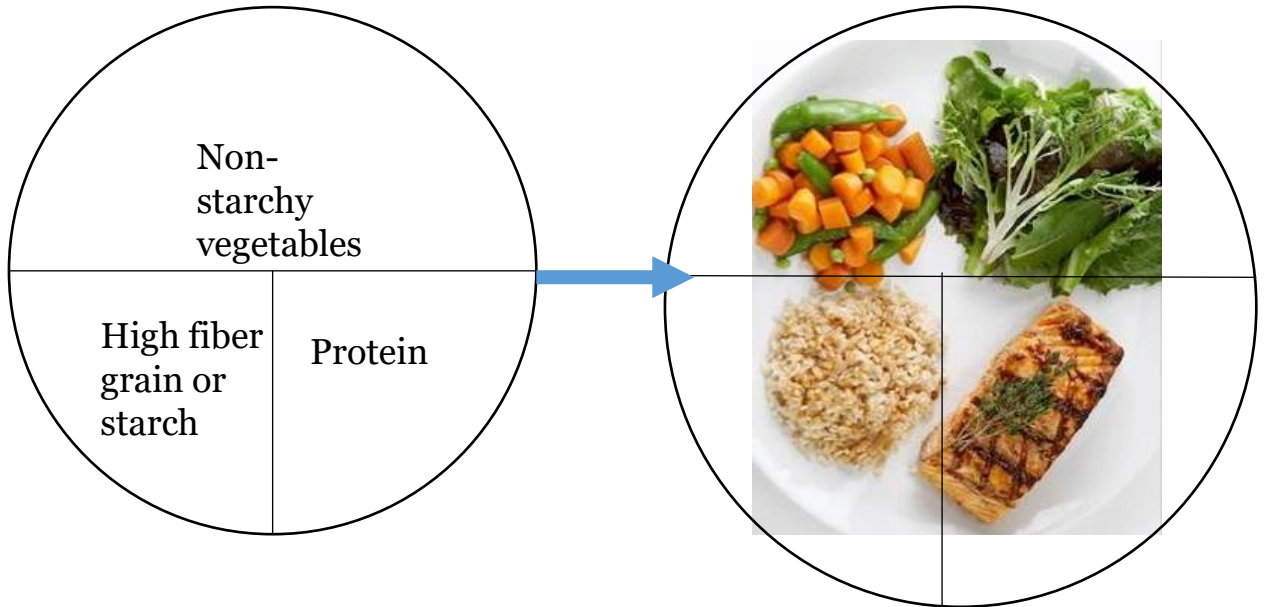 Non-
starchy
vegetables
High fiber
grain or
starch
Protein